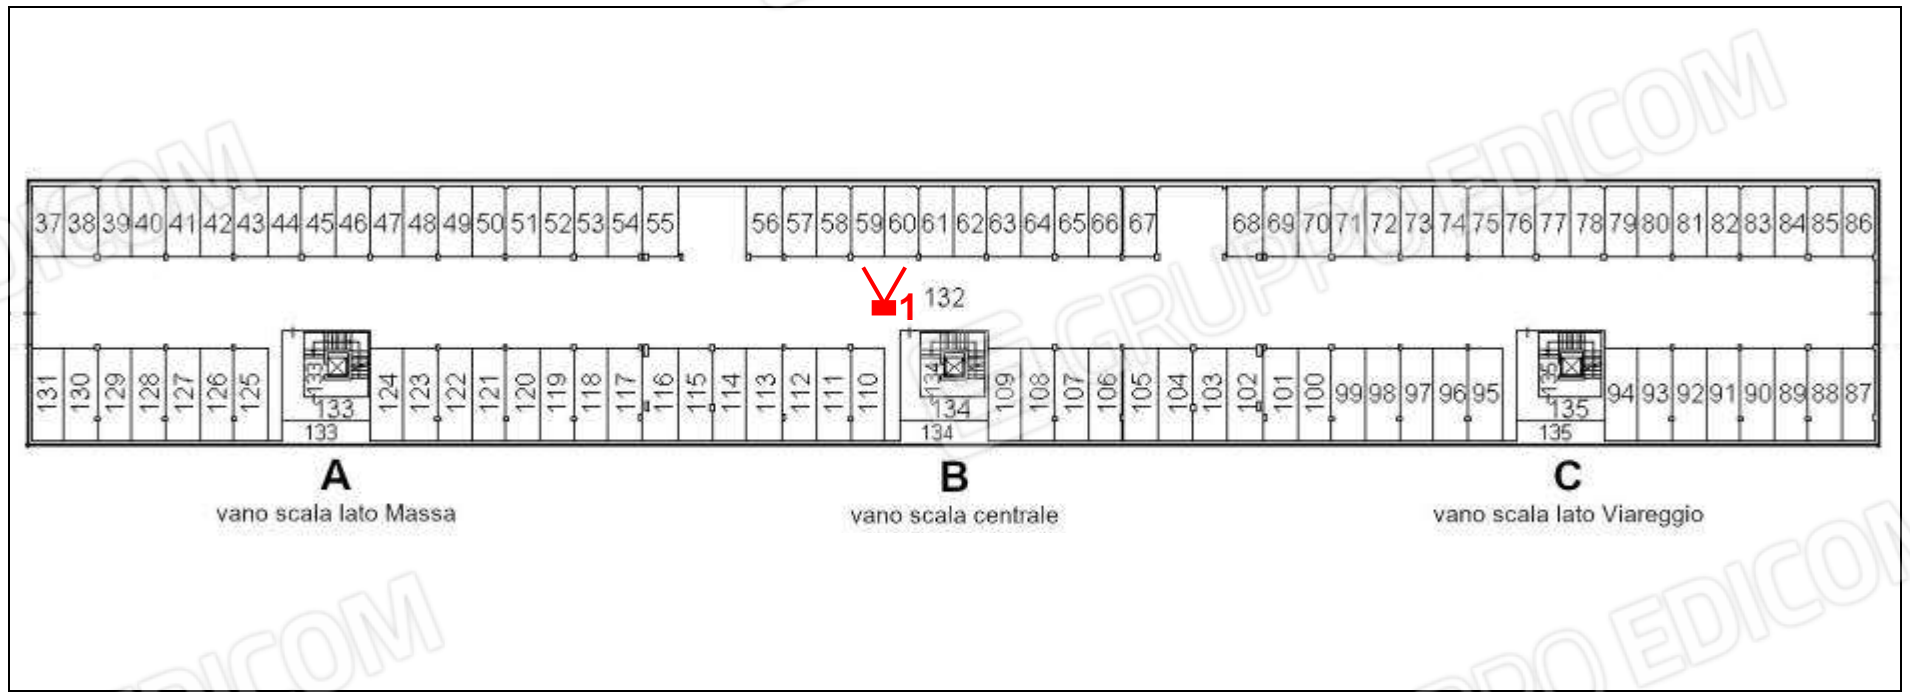 GRUPPO EDICOM
EDICOM
37 38 39 40 41 42 43 44 45 46 47 48 49 50 51 52 53 54 55 56 57 58 59 60 61 62 63 64 65 66 67 68 69 70 71 72 73 74 75 76 77 78 79 80 81 82 83 84 85 86
1 132
131 130 129 128 127 126 125 133 124 123 122 121 120 119 118 117 116 115 114 113 112 111 110 134 109 108 107 106 105 104 103 102 101 100 99 98 97 96 95 135 94 93 92 91 90 89 88 87
133 134 135
133 134 135
A B C
vano scala lato Massa vano scala centrale vano scala lato Viareggio
EDICOM
GRUPPO EDICOM